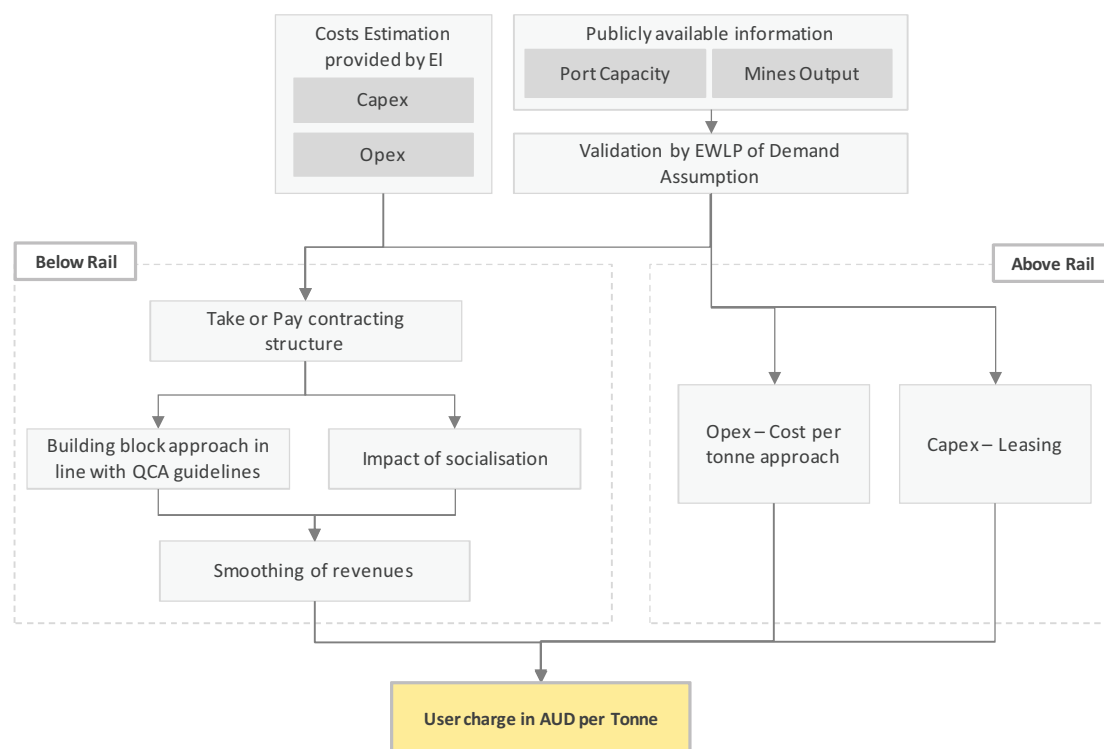 Costs Estimation
provided by EI
Capex
Opex
Publicly available information
Port Capacity
Mines Output
Validation by EWLP of Demand
Assumption
Below Rail
Above Rail
Take or Pay contracting
structure
Building block approach in
line with QCA guidelines
Impact of socialisation
Smoothing of revenues
Opex – Cost per
tonne approach
Capex – Leasing
User charge in AUD per Tonne